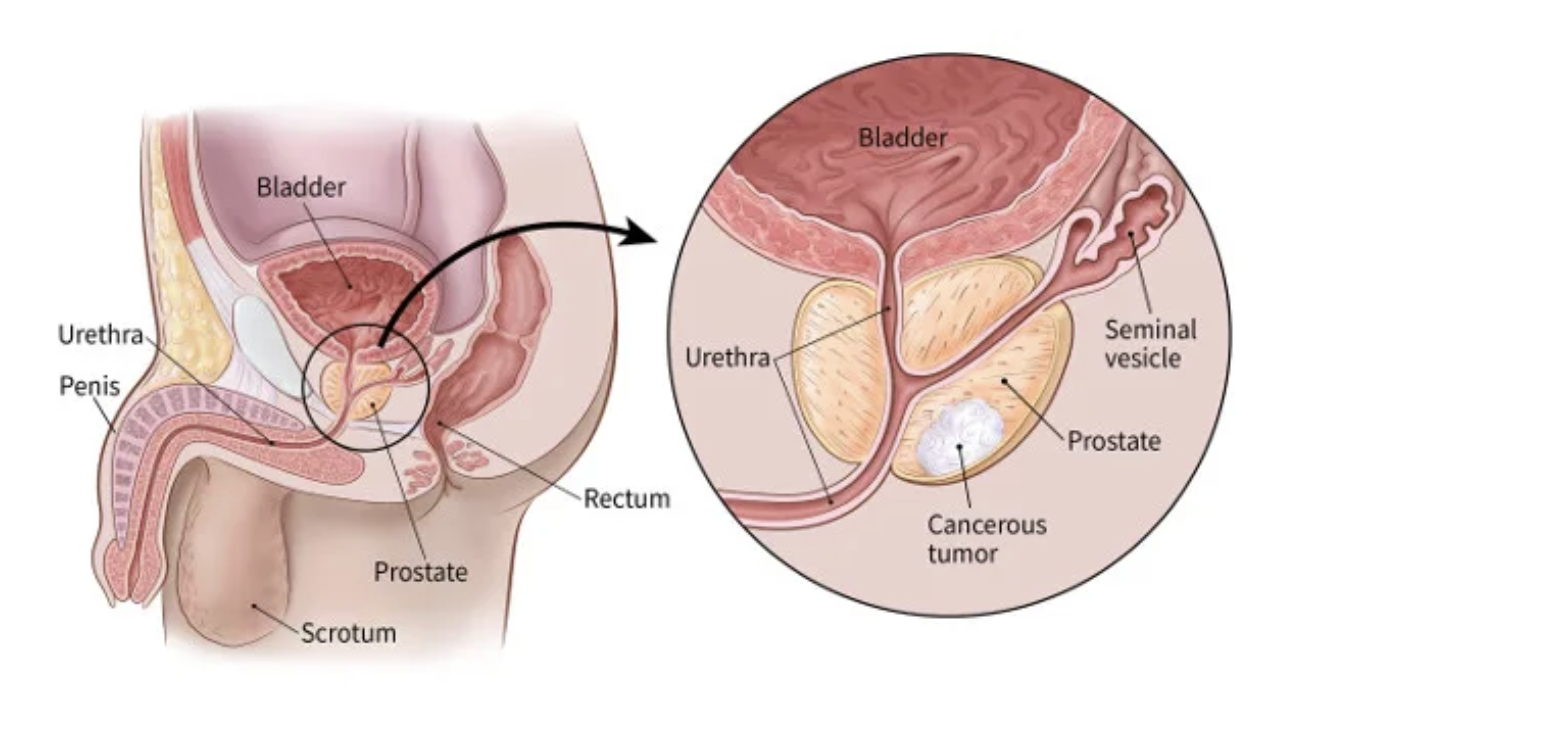 Bladder
Urethra
Penis
Rectum
Prostate
Scrotum
Bladder
Urethra
Seminal
vesicle
Prostate
Cancerous
tumor